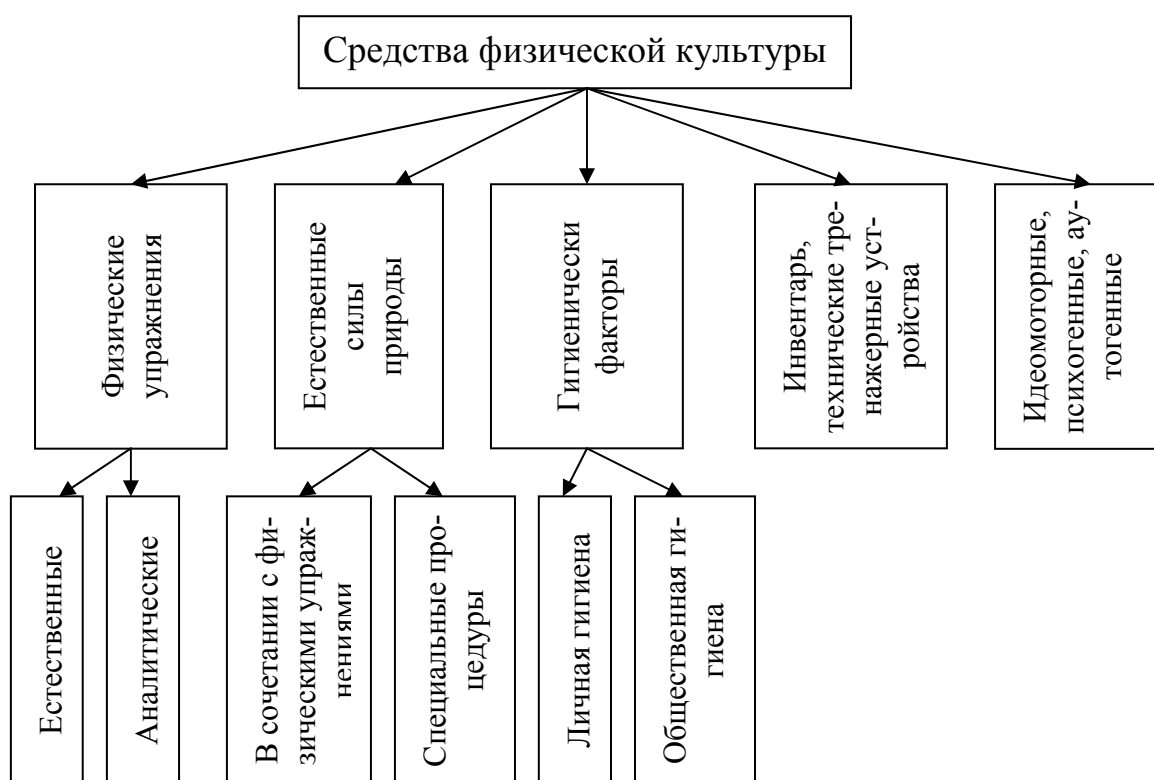 Средства физической культуры
Физические
упражнения
Естественные
силы
природы
Гигиенически
факторы
Инвентарь,
технические тре-
нажерные уст-
ройства
Идеомоторные,
психогенные, ау-
тогенные
Естественные
Аналитические
В сочетании с фи-
зическими упраж-
нениями
Специальные про-
цедуры
Личная гигиена
Общественная ги-
гиена